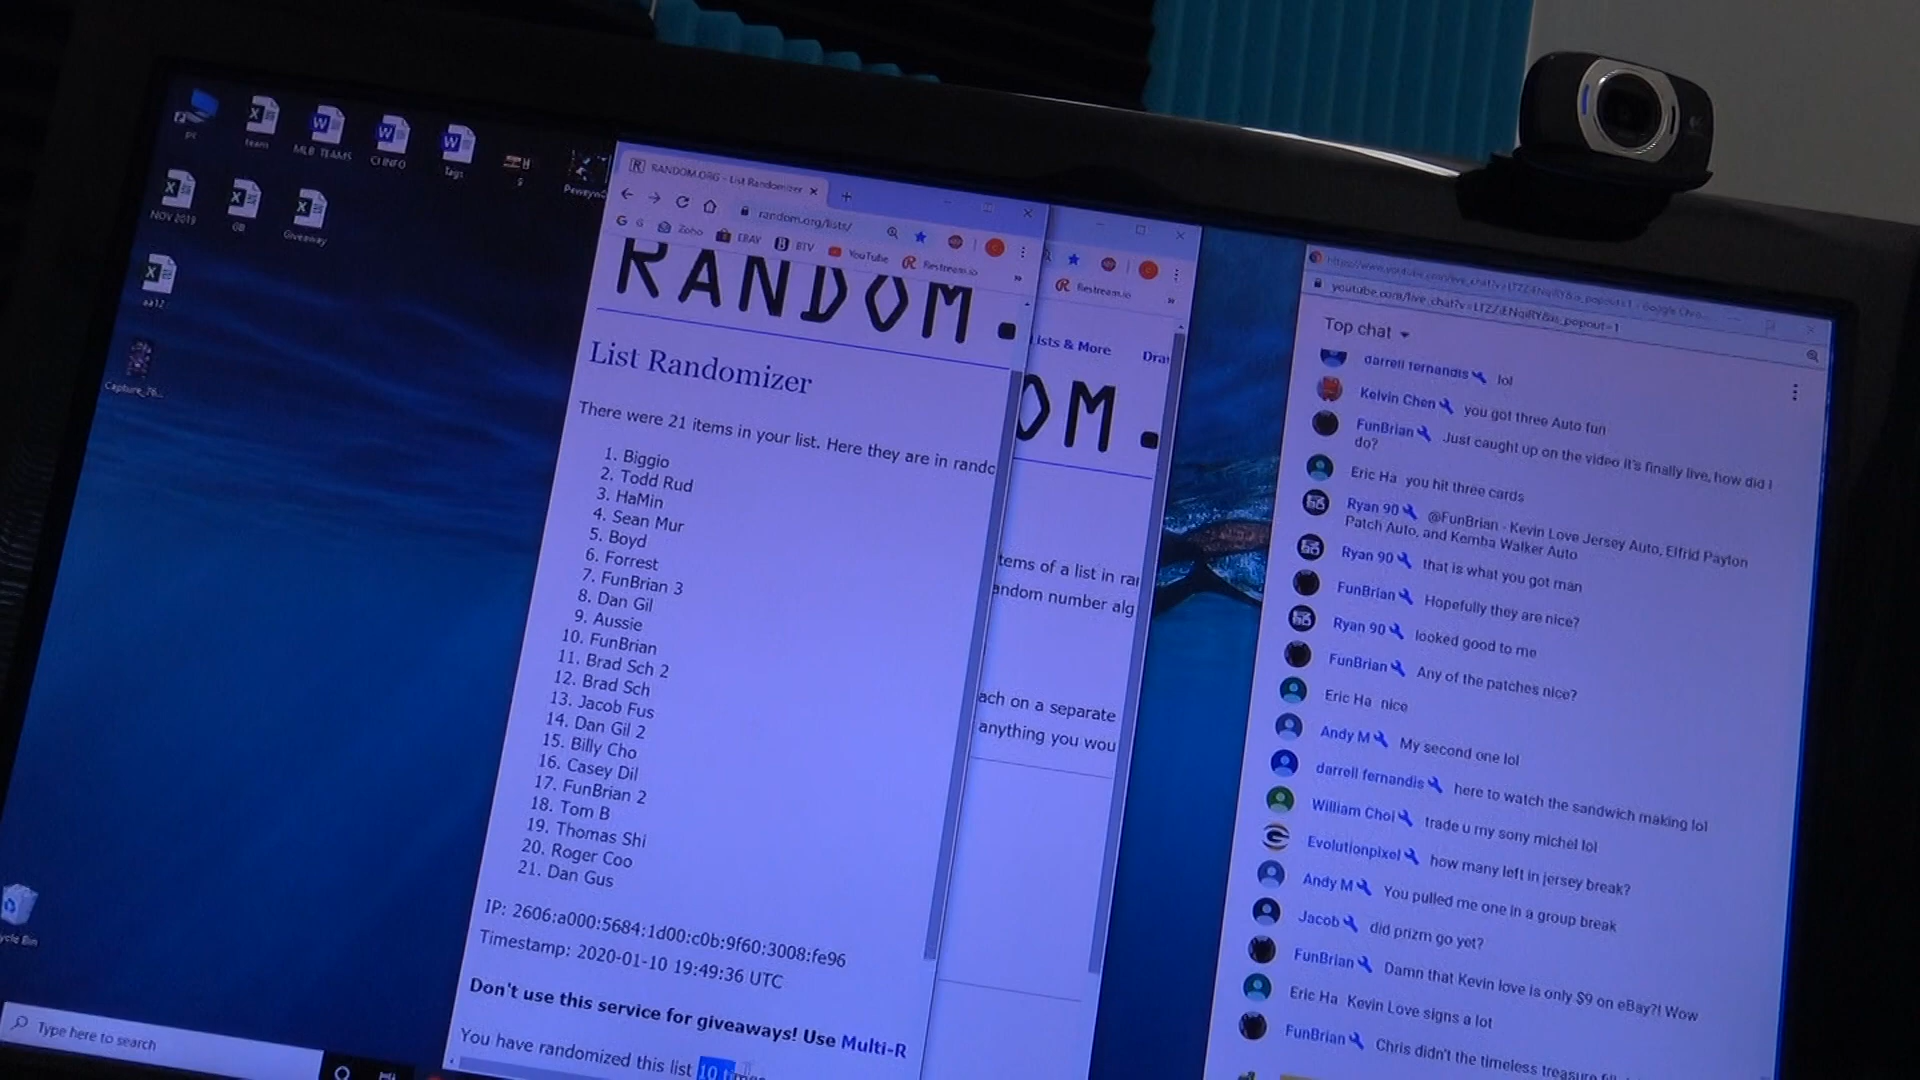 pc
team
MLB TEAMS
CI INFO
Tags
NOV 2019
GB
Giveaway
aa12
Capture_76...
ycle Bin
Type here to search
RANDOM.ORG - List Randomizer
random.org/lists/
G
Zoho
EBAY
BTV
YouTube
Restream.io
RANDOM.
List Randomizer
There were 21 items in your list. Here they are in rando
1. Biggio
2. Todd Rud
3. HaMin
4. Sean Mur
5. Boyd
6. Forrest
7. FunBrian 3
8. Dan Gil
9. Aussie
10. FunBrian
11. Brad Sch 2
12. Brad Sch
13. Jacob Fus
14. Dan Gil 2
15. Billy Cho
16. Casey Dil
17. FunBrian 2
18. Tom B
19. Thomas Shi
20. Roger Coo
21. Dan Gus
IP: 2606:a000:5684:1d00:c0b:9f60:3008:fe96
Timestamp: 2020-01-10 19:49:36 UTC
Don't use this service for giveaways! Use Multi-R
You have randomized this list 10 times
Restream.io
Lists & More
Dra
OM.
tems of a list in ra
andom number alg
ach on a separate
anything you wou
Top chat
darrell fernandis lol
Kelvin Chen you got three Auto fun
FunBrian Just caught up on the video it's finally live, how did I
do?
Eric Ha you hit three cards
Ryan 90 @FunBrian - Kevin Love Jersey Auto, Elfrid Payton
Patch Auto, and Kemba Walker Auto
Ryan 90 that is what you got man
FunBrian Hopefully they are nice?
Ryan 90 looked good to me
FunBrian Any of the patches nice?
Eric Ha nice
Andy M My second one lol
darrell fernandis here to watch the sandwich making lol
William Choi trade u my sony michel lol
Evolutionpixel how many left in jersey break?
Andy M You pulled me one in a group break
Jacob did prizm go yet?
FunBrian Damn that Kevin love is only $9 on eBay?! Wow
Eric Ha Kevin Love signs a lot
FunBrian Chris didn't the timeless treasure